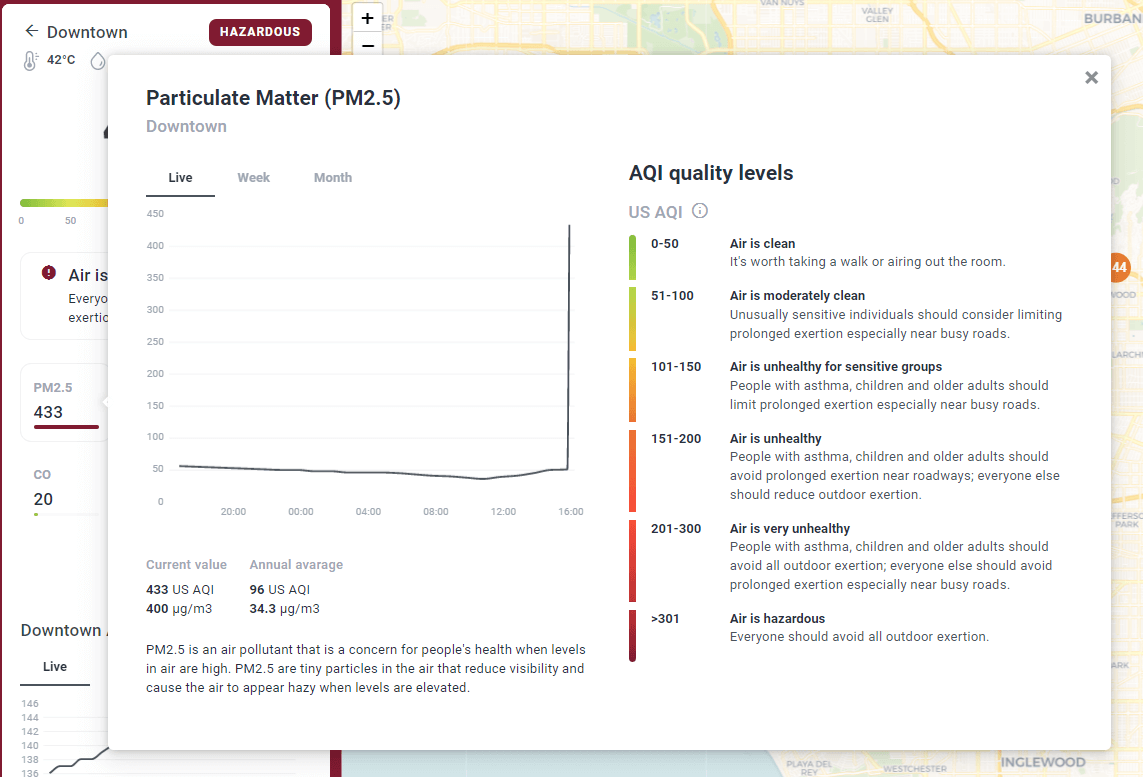 Downtown
HAZARDOUS
42°C
0
50
Air is
Everyo
exertic
PM2.5
433
CO
20
Downtown
Live
146
144
142
140
138
136
+
−
VAN NUYS
VALLEY
GLEN
BURBAN
Particulate Matter (PM2.5)
Downtown
Live
Week
Month
450
400
350
300
250
200
150
100
50
0
20:00
00:00
04:00
08:00
12:00
16:00
Current value
Annual avarage
433 US AQI
96 US AQI
400 μg/m3
34.3 μg/m3
PM2.5 is an air pollutant that is a concern for people's health when levels
in air are high. PM2.5 are tiny particles in the air that reduce visibility and
cause the air to appear hazy when levels are elevated.
AQI quality levels
US AQI
0-50
Air is clean
It's worth taking a walk or airing out the room.
51-100
Air is moderately clean
Unusually sensitive individuals should consider limiting
prolonged exertion especially near busy roads.
101-150
Air is unhealthy for sensitive groups
People with asthma, children and older adults should
limit prolonged exertion especially near busy roads.
151-200
Air is unhealthy
People with asthma, children and older adults should
avoid prolonged exertion near roadways; everyone else
should reduce outdoor exertion.
201-300
Air is very unhealthy
People with asthma, children and older adults should
avoid all outdoor exertion; everyone else should avoid
prolonged exertion especially near busy roads.
>301
Air is hazardous
Everyone should avoid all outdoor exertion.
44
WOOD
LARCHM
EFFERSO
PARK
ARK
PLAYA DEL
REY
WESTCHESTER
INGLEWOOD